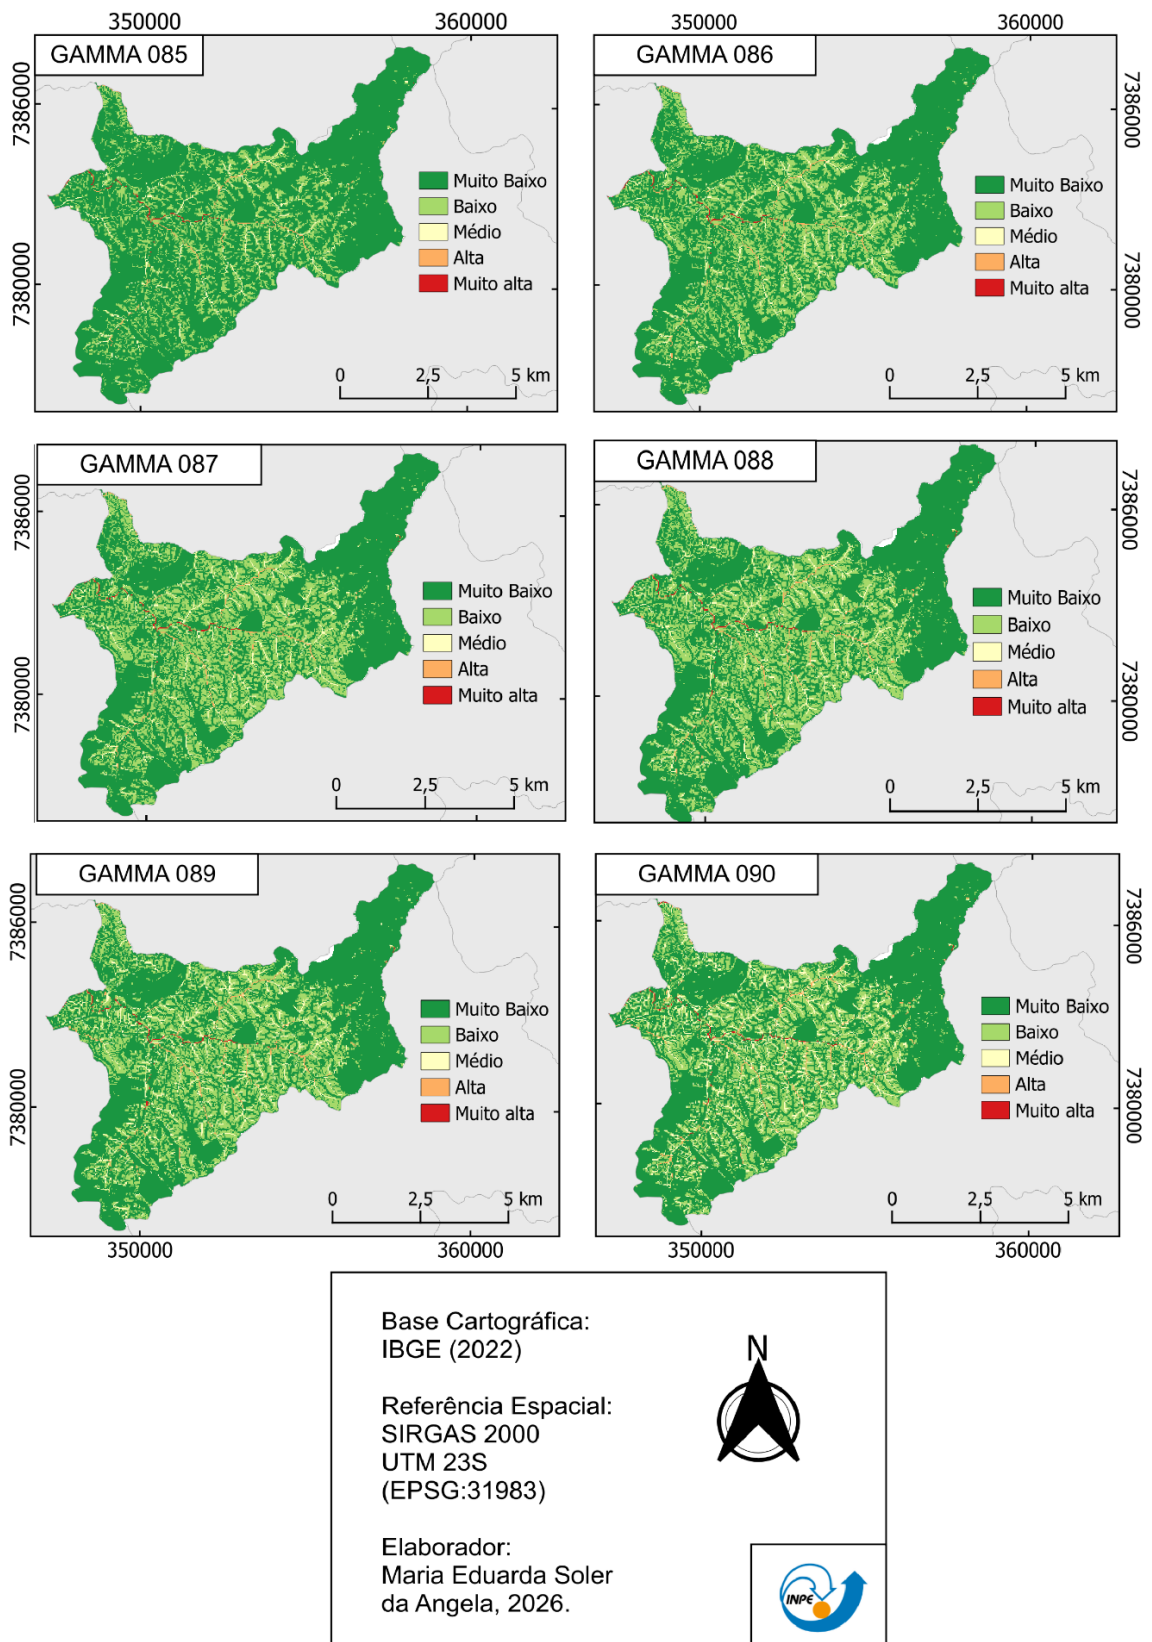 350000
360000
350000
360000
GAMMA 085
GAMMA 086
7386000
7380000
7386000
7380000
Muito Baixo
Baixo
Médio
Alta
Muito alta
0 2,5 5 km
Muito Baixo
Baixo
Médio
Alta
Muito alta
0 2,5 5 km
GAMMA 087
GAMMA 088
7386000
7380000
7386000
7380000
Muito Baixo
Baixo
Médio
Alta
Muito alta
0 2,5 5 km
Muito Baixo
Baixo
Médio
Alta
Muito alta
0 2,5 5 km
GAMMA 089
GAMMA 090
7386000
7380000
7386000
7380000
Muito Baixo
Baixo
Médio
Alta
Muito alta
0 2,5 5 km
Muito Baixo
Baixo
Médio
Alta
Muito alta
0 2,5 5 km
350000
360000
350000
360000
Base Cartográfica:
IBGE (2022)
N
Referência Espacial:
SIRGAS 2000
UTM 23S
(EPSG:31983)
Elaborador:
Maria Eduarda Soler
da Angela, 2026.
INPE